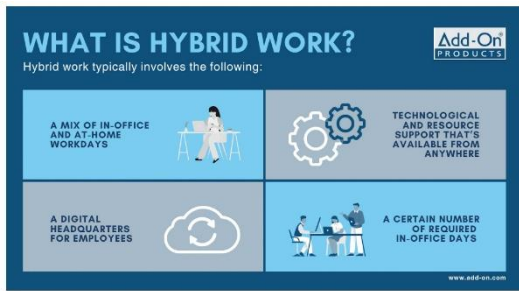 WHAT IS HYBRID WORK?
Add-On®
PRODUCTS
Hybrid work typically involves the following:
A MIX OF IN-OFFICE
AND AT-HOME
WORKDAYS
TECHNOLOGICAL
AND RESOURCE
SUPPORT THAT'S
AVAILABLE FROM
ANYWHERE
A DIGITAL
HEADQUARTERS
FOR EMPLOYEES
A CERTAIN NUMBER
OF REQUIRED
IN-OFFICE DAYS
www.add-on.com